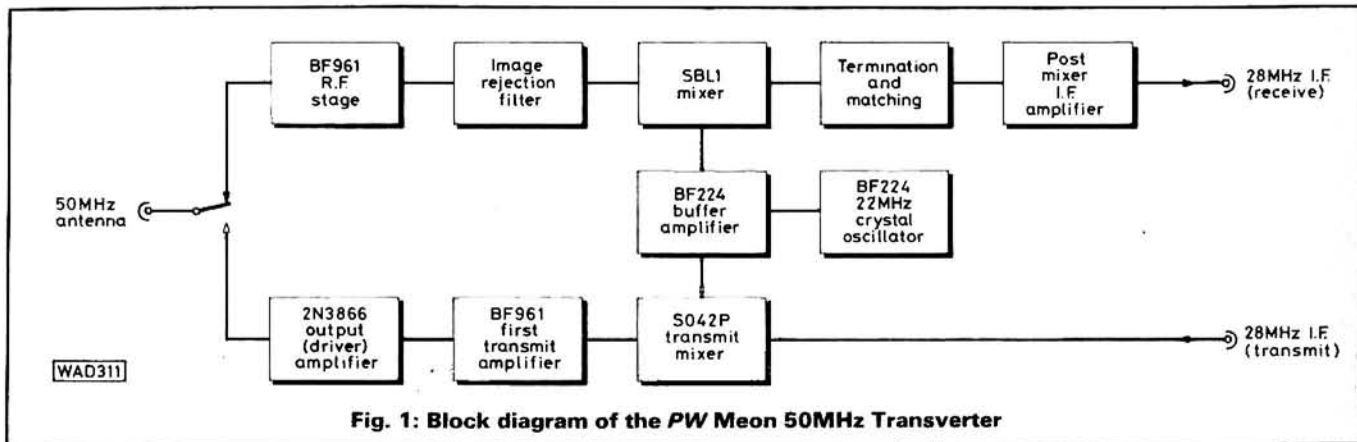 BF961
R.F.
stage
Image
rejection
filter
SBL1
mixer
Termination
and
matching
Post
mixer
I.F.
amplifier
28MHz I.F.
(receive)
50MHz
antenna
BF224
buffer
amplifier
BF224
22MHz
crystal
oscillator
2N3866
output
(driver)
amplifier
BF961
first
transmit
amplifier
SO42P
transmit
mixer
28MHz I.F.
(transmit)
WAD311
Fig. 1: Block diagram of the PW Meon 50MHz Transverter